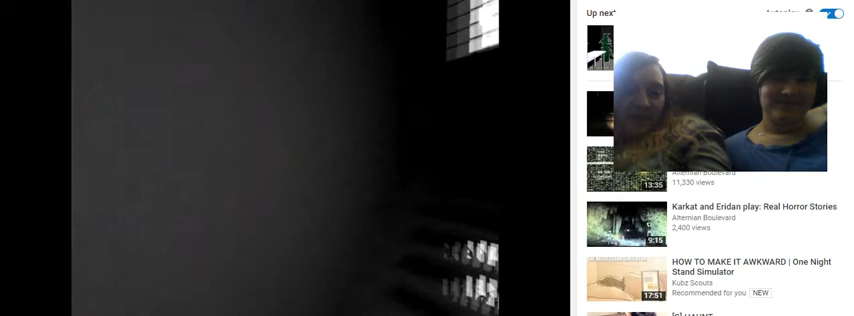 Up next
Autoplay
13:35
Alternian Boulevard
11,330 views
Karkat and Eridan play: Real Horror Stories
Alternian Boulevard
2,400 views
9:15
HOW TO MAKE IT AWKWARD | One Night
Stand Simulator
Kubz Scouts
Recommended for you NEW
17:51